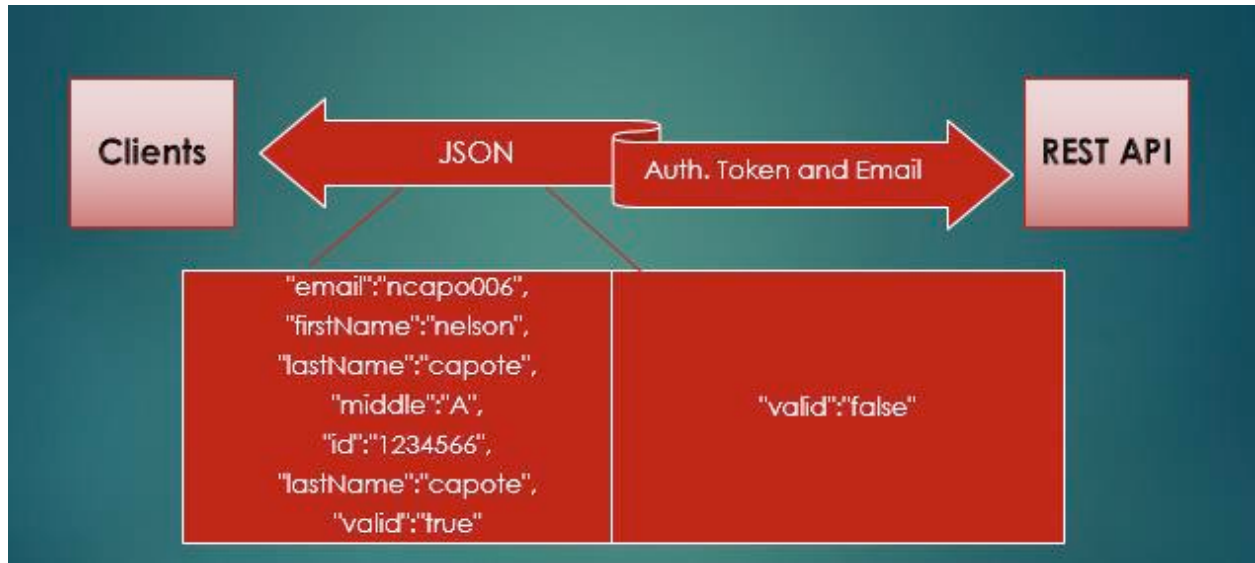 Clients
JSON
Auth. Token and Email
REST API
"email":"ncapo006",
"firstName":"nelson",
"lastName":"capote",
"middle":"A",
"id":"1234566",
"lastName":"capote",
"valid":"true"
"valid":"false"